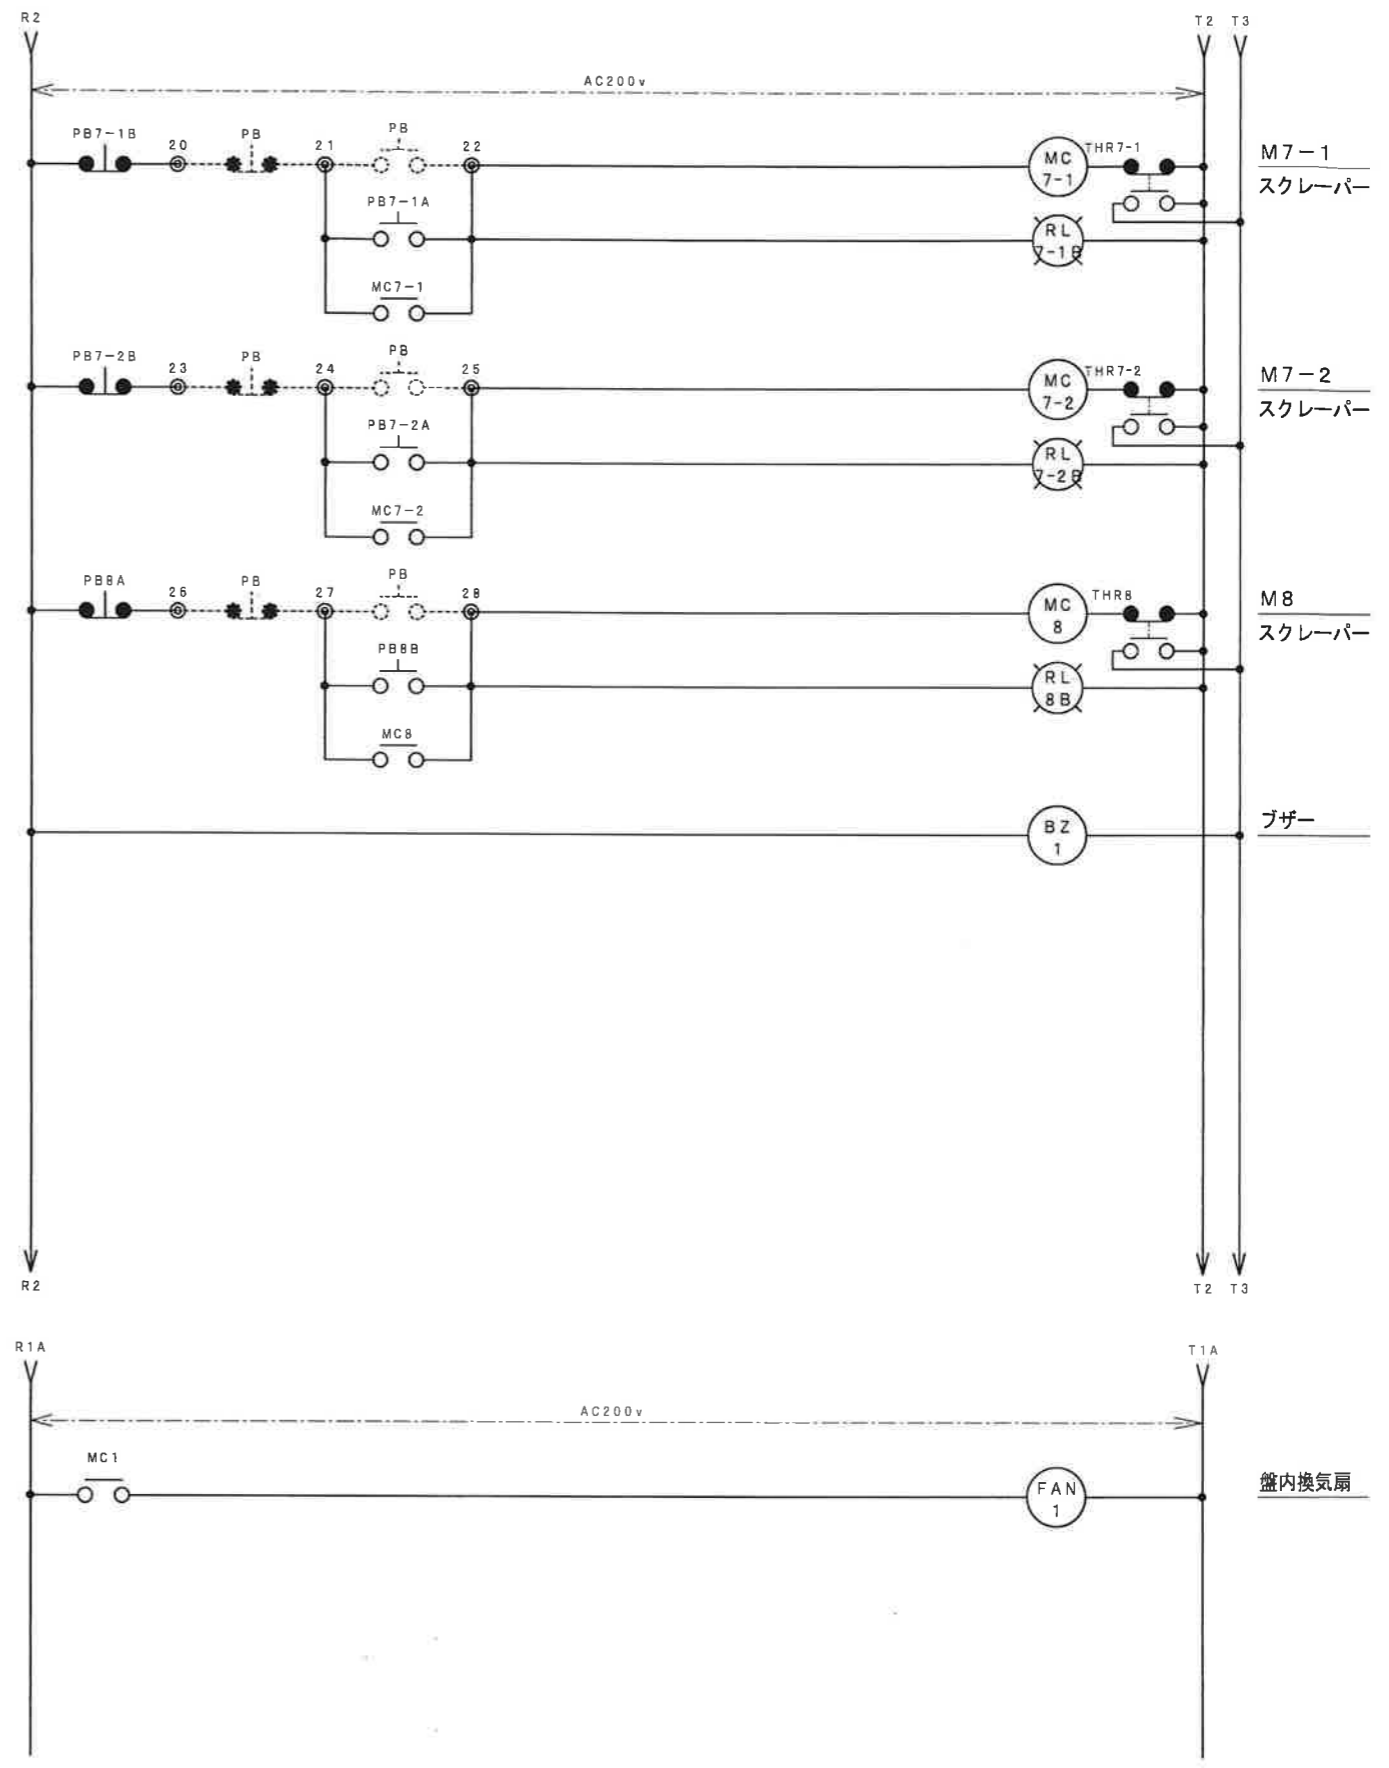 R2
T2 T3
AC200v
PB7-1B
20
PB
21
PB
22
MC
7-1
THR7-1
M7-1
スクレーパー
PB7-1A
RL
7-1B
MC7-1
PB7-2B
23
PB
24
PB
25
MC
7-2
THR7-2
M7-2
スクレーパー
PB7-2A
RL
7-2B
MC7-2
PB8A
26
PB
27
PB
28
MC
8
THR8
M8
スクレーパー
PB8B
RL
8B
MC8
BZ
1
ブザー
R2
T2 T3
R1A
T1A
AC200v
MC1
FAN
1
盤内換気扇